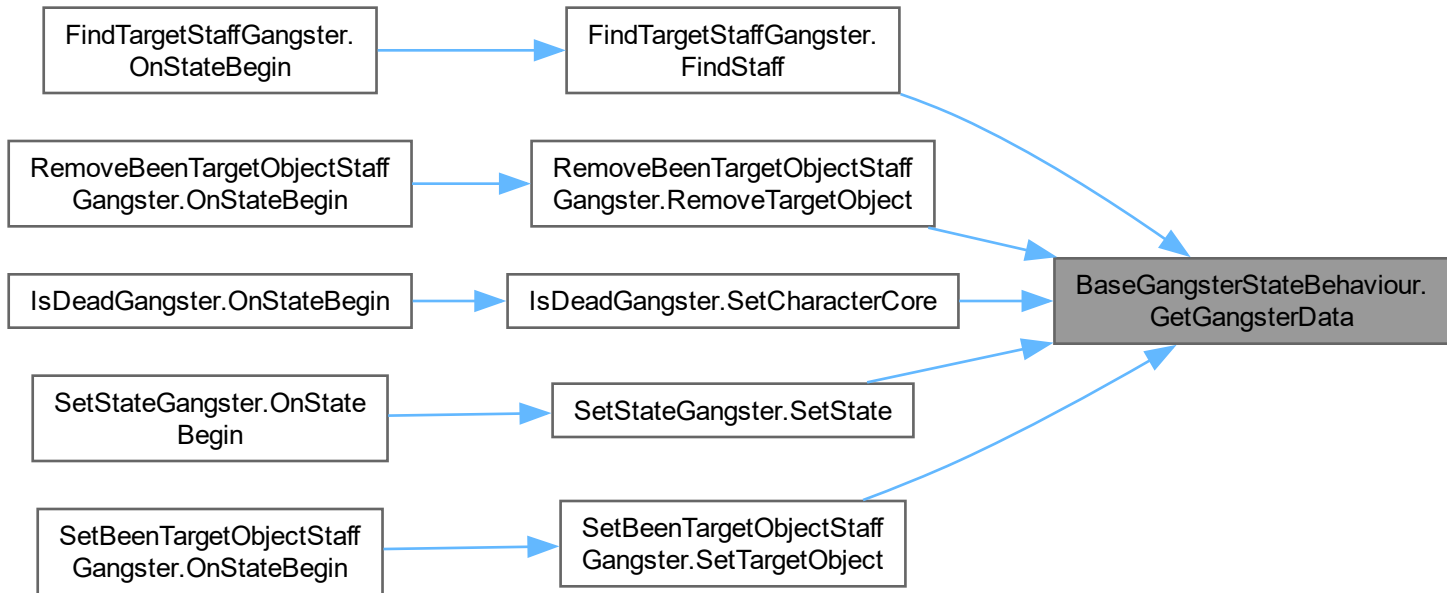 FindTargetStaffGangster.
OnStateBegin
FindTargetStaffGangster.
FindStaff
RemoveBeenTargetObjectStaff
Gangster.OnStateBegin
RemoveBeenTargetObjectStaff
Gangster.RemoveTargetObject
IsDeadGangster.OnStateBegin
IsDeadGangster.SetCharacterCore
BaseGangsterStateBehaviour.
GetGangsterData
SetStateGangster.OnState
Begin
SetStateGangster.SetState
SetBeenTargetObjectStaff
Gangster.OnStateBegin
SetBeenTargetObjectStaff
Gangster.SetTargetObject